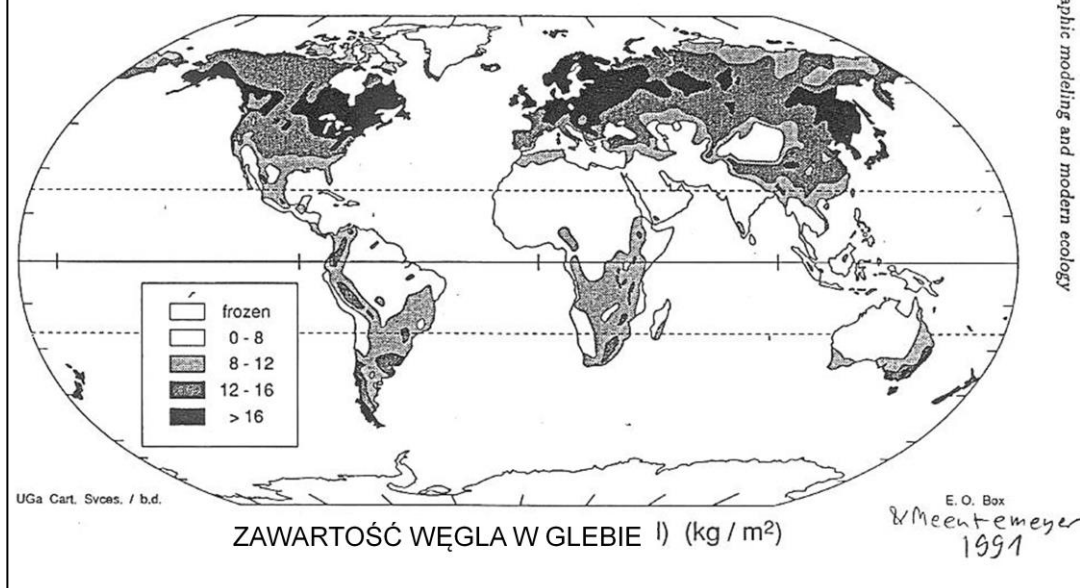 aphic modeling and modern ecology
frozen
0 - 8
8 - 12
12 - 16
> 16
UGa Cart. Svces. / b.d.
E. O. Box
& Meentemeyer
1991
ZAWARTOŚĆ WĘGLA W GLEBIE l) (kg / m²)